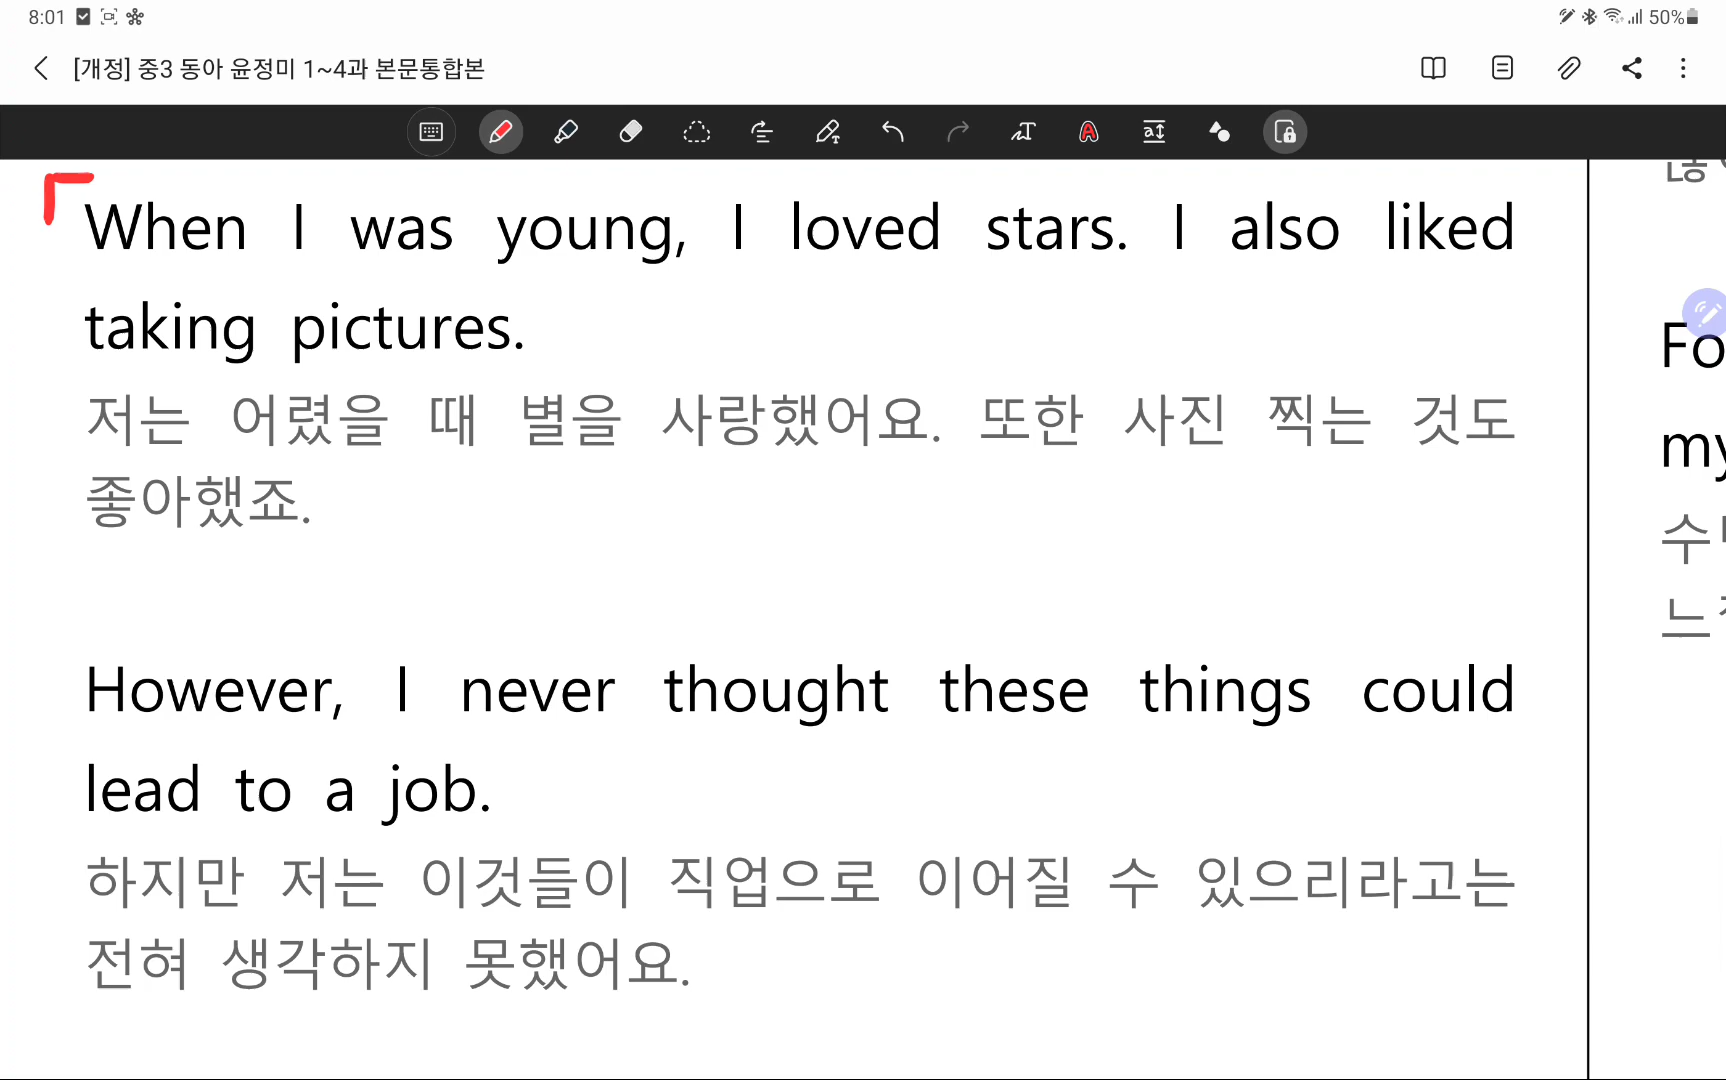 8:01
50%
[개정] 중3 동아 윤정미 1~4과 본문통합본
When I was young, I loved stars. I also liked
taking pictures.
저는 어렸을 때 별을 사랑했어요. 또한 사진 찍는 것도
좋아했죠.
However, I never thought these things could
lead to a job.
하지만 저는 이것들이 직업으로 이어질 수 있으리라고는
전혀 생각하지 못했어요.
Fo
my